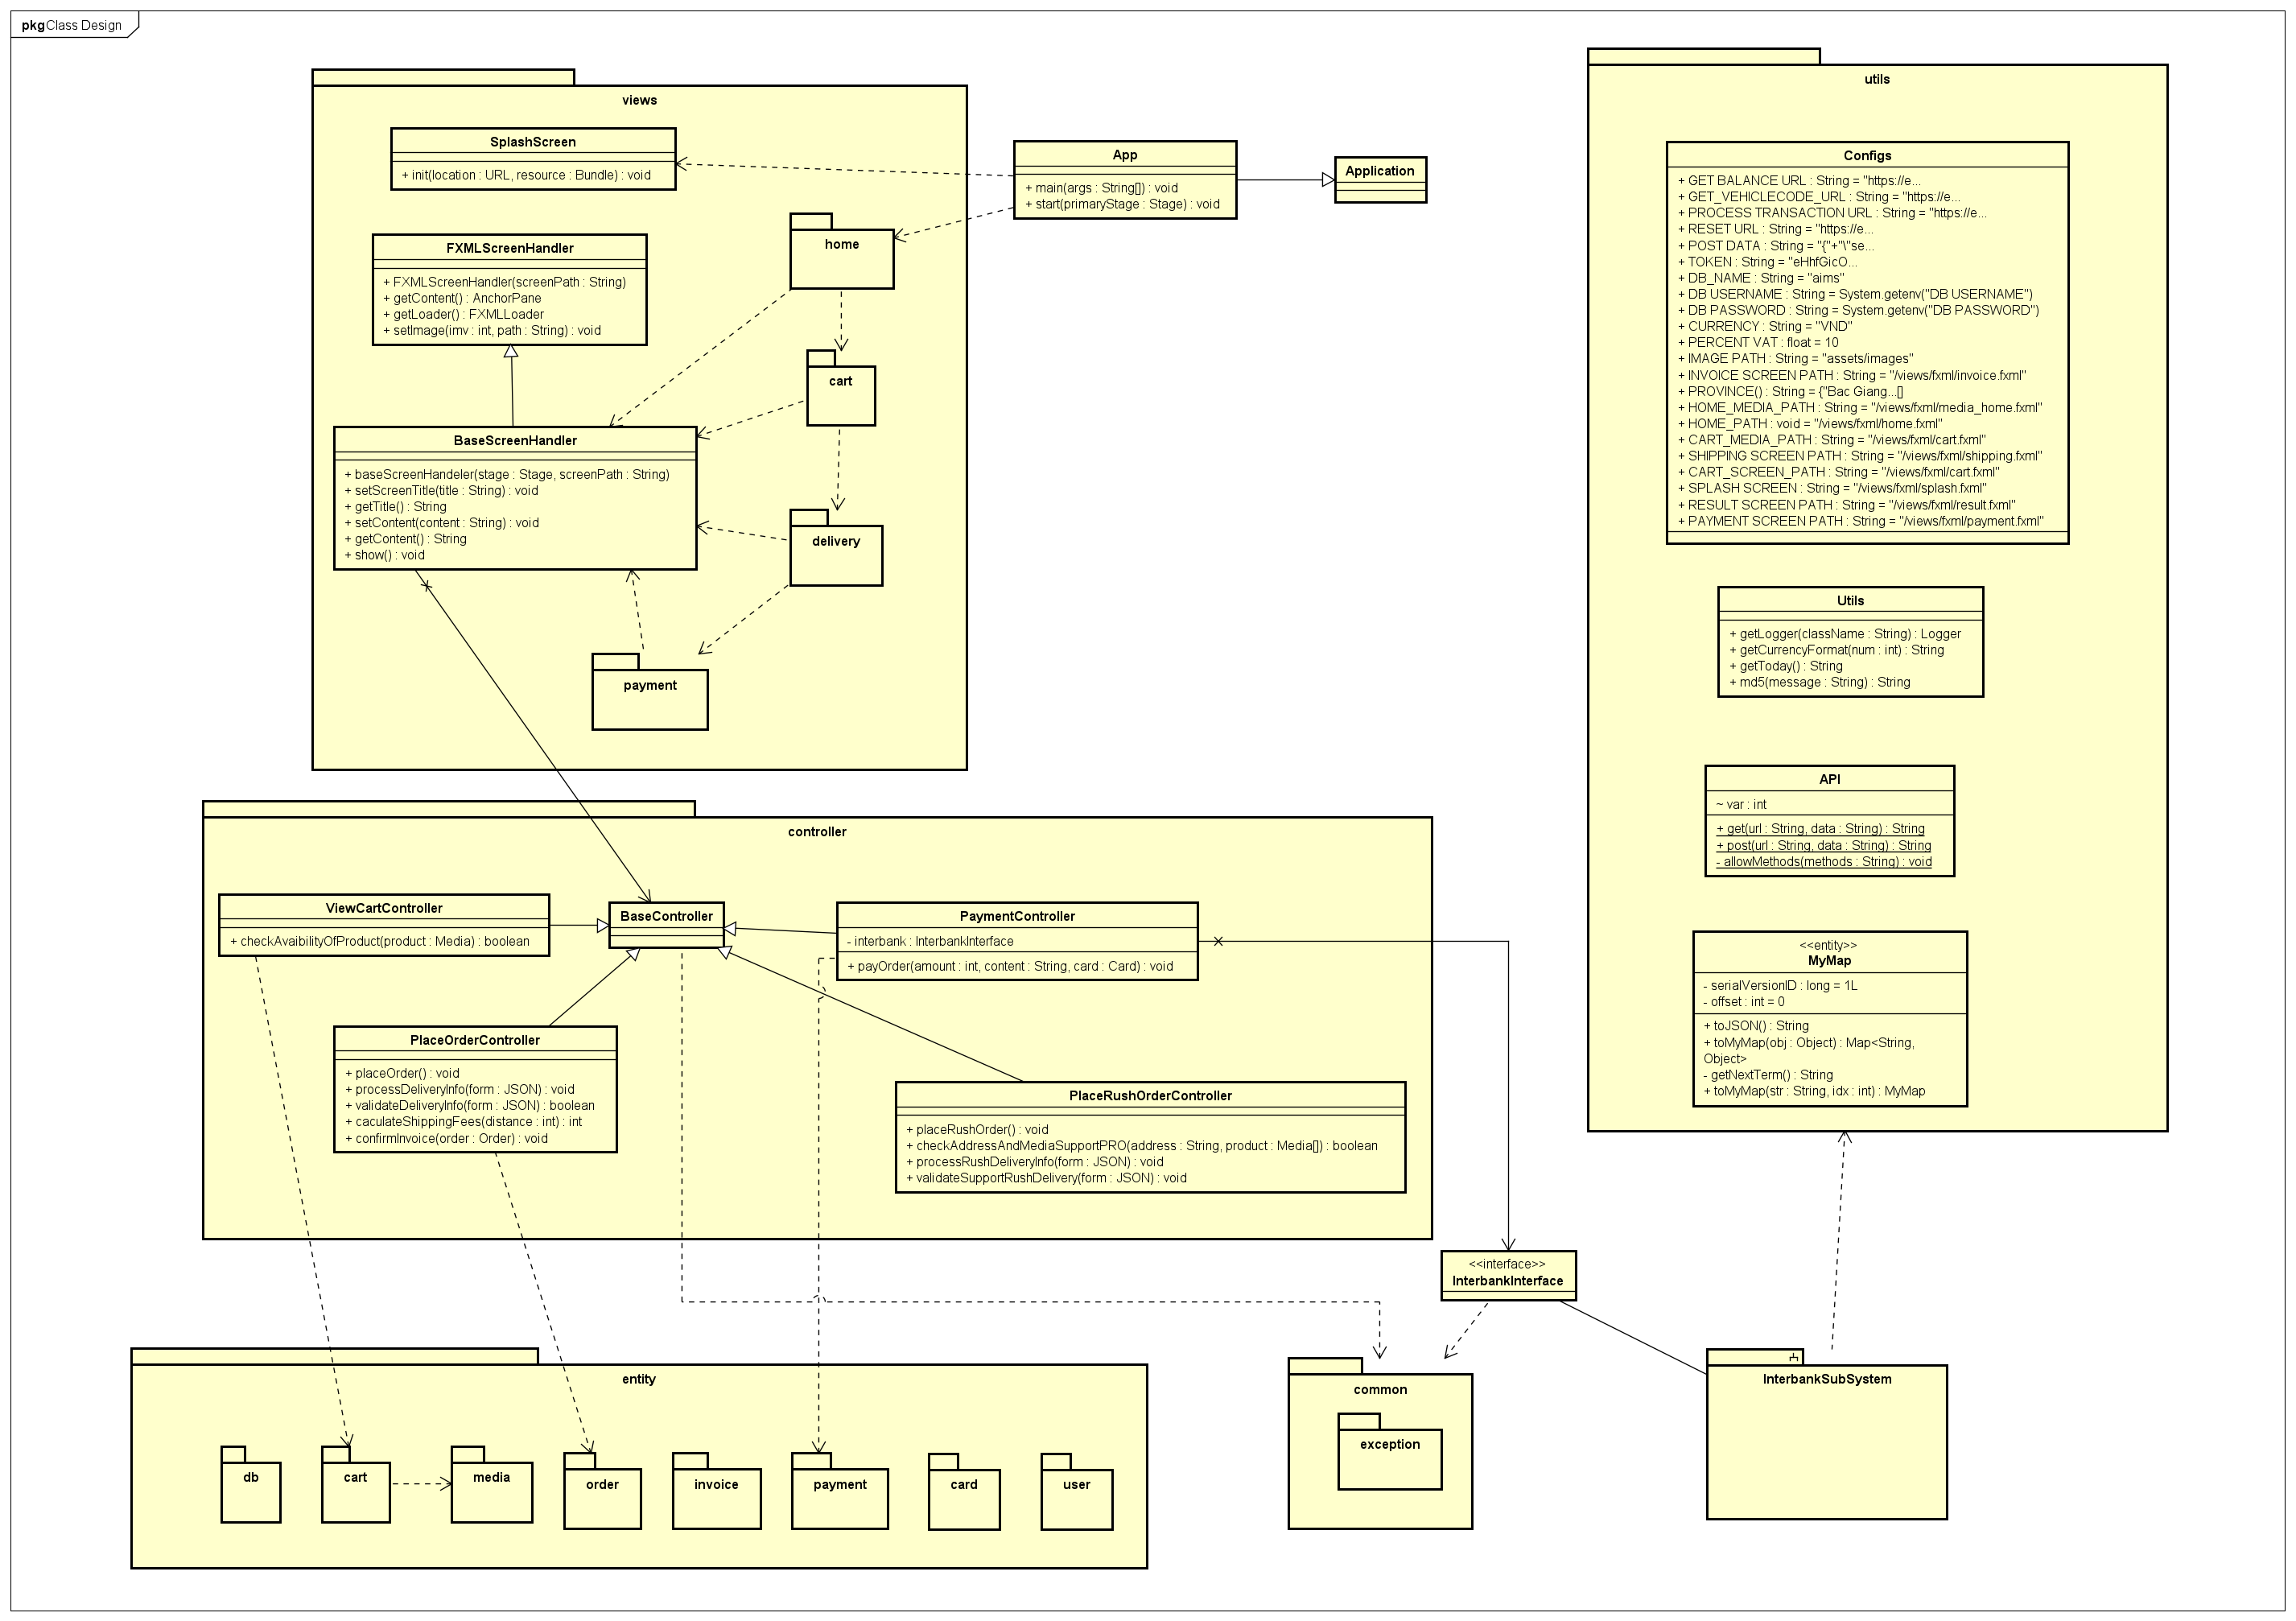 pkg Class Design
views
SplashScreen
+ init(location : URL, resource : Bundle) : void
FXMLScreenHandler
+ FXMLScreenHandler(screenPath : String)
+ getContent() : AnchorPane
+ getLoader() : FXMLLoader
+ setImage(imv : int, path : String) : void
BaseScreenHandler
+ baseScreenHandeler(stage : Stage, screenPath : String)
+ setScreenTitle(title : String) : void
+ getTitle() : String
+ setContent(content : String) : void
+ getContent() : String
+ show() : void
home
cart
delivery
payment
App
+ main(args : String[]) : void
+ start(primaryStage : Stage) : void
Application
utils
Configs
+ GET BALANCE URL : String = "https://e...
+ GET_VEHICLECODE_URL : String = "https://e...
+ PROCESS TRANSACTION URL : String = "https://e...
+ RESET URL : String = "https://e...
+ POST DATA : String = "{"+"\"se...
+ TOKEN : String = "eHhfGicO...
+ DB_NAME : String = "aims"
+ DB USERNAME : String = System.getenv("DB USERNAME")
+ DB PASSWORD : String = System.getenv("DB PASSWORD")
+ CURRENCY : String = "VND"
+ PERCENT VAT : float = 10
+ IMAGE PATH : String = "assets/images"
+ INVOICE SCREEN PATH : String = "/views/fxml/invoice.fxml"
+ PROVINCE() : String = {"Bac Giang...[]
+ HOME_MEDIA_PATH : String = "/views/fxml/media_home.fxml"
+ HOME_PATH : void = "/views/fxml/home.fxml"
+ CART_MEDIA_PATH : String = "/views/fxml/cart.fxml"
+ SHIPPING SCREEN PATH : String = "/views/fxml/shipping.fxml"
+ CART_SCREEN_PATH : String = "/views/fxml/cart.fxml"
+ SPLASH SCREEN : String = "/views/fxml/splash.fxml"
+ RESULT SCREEN PATH : String = "/views/fxml/result.fxml"
+ PAYMENT SCREEN PATH : String = "/views/fxml/payment.fxml"
Utils
+ getLogger(className : String) : Logger
+ getCurrencyFormat(num : int) : String
+ getToday() : String
+ md5(message : String) : String
API
~ var : int
+ get(url : String, data : String) : String
+ post(url : String, data : String) : String
- allowMethods(methods : String) : void
<<entity>>
MyMap
- serialVersionID : long = 1L
- offset : int = 0
+ toJSON() : String
+ toMyMap(obj : Object) : Map<String,
Object>
- getNextTerm() : String
+ toMyMap(str : String, idx : int) : MyMap
controller
ViewCartController
+ checkAvaibilityOfProduct(product : Media) : boolean
BaseController
PaymentController
- interbank : InterbankInterface
+ payOrder(amount : int, content : String, card : Card) : void
PlaceOrderController
+ placeOrder() : void
+ processDeliveryInfo(form : JSON) : void
+ validateDeliveryInfo(form : JSON) : boolean
+ caculateShippingFees(distance : int) : int
+ confirmInvoice(order : Order) : void
PlaceRushOrderController
+ placeRushOrder() : void
+ checkAddressAndMediaSupportPRO(address : String, product : Media[]) : boolean
+ processRushDeliveryInfo(form : JSON) : void
+ validateSupportRushDelivery(form : JSON) : void
<<interface>>
InterbankInterface
entity
db
cart
media
order
invoice
payment
card
user
common
exception
InterbankSubSystem